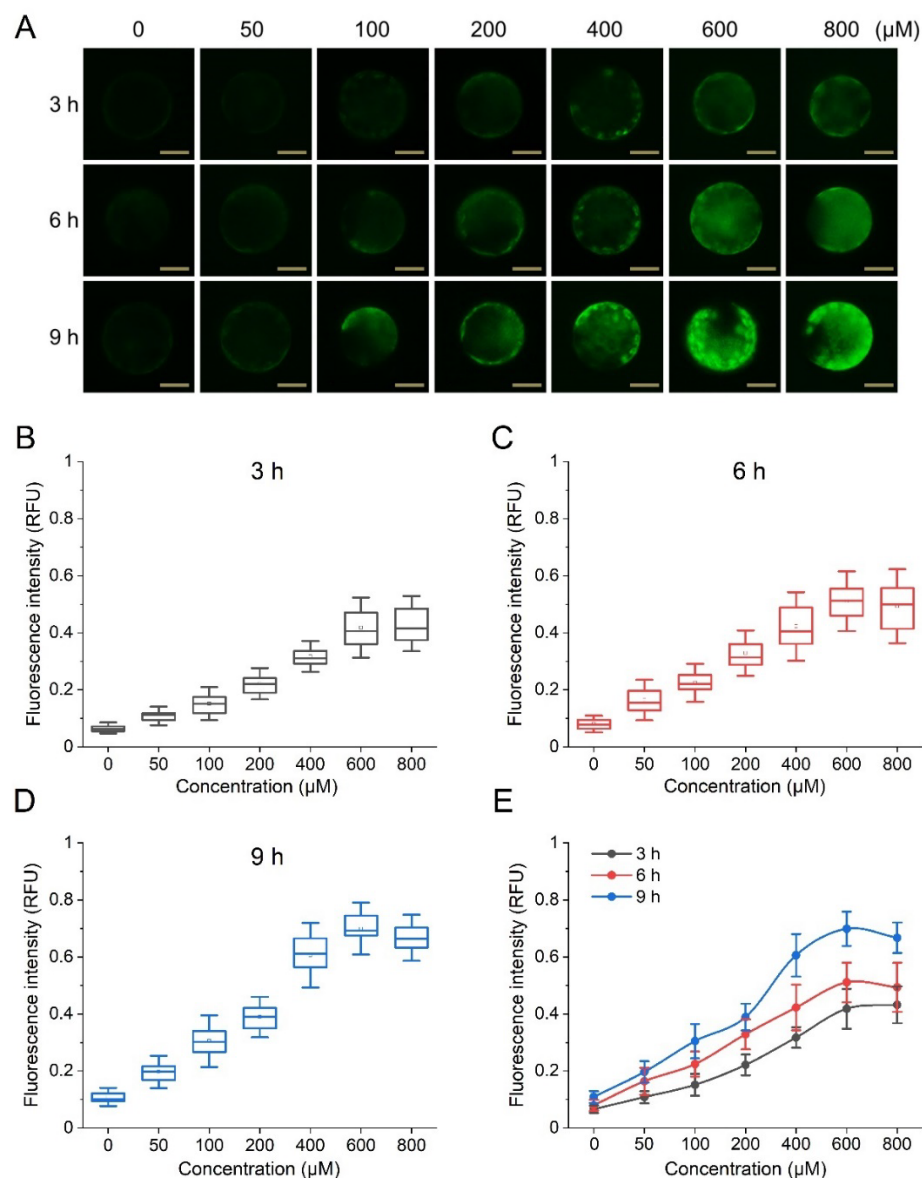 A
0 50 100 200 400 600 800 (µM)
3 h
6 h
9 h
B
3 h
Fluorescence intensity (RFU)
1
0.8
0.6
0.4
0.2
0
0 50 100 200 400 600 800
Concentration (µM)
C
6 h
Fluorescence intensity (RFU)
1
0.8
0.6
0.4
0.2
0
0 50 100 200 400 600 800
Concentration (µM)
D
9 h
Fluorescence intensity (RFU)
1
0.8
0.6
0.4
0.2
0
0 50 100 200 400 600 800
Concentration (µM)
E
3 h
6 h
9 h
Fluorescence intensity (RFU)
1
0.8
0.6
0.4
0.2
0
0 50 100 200 400 600 800
Concentration (µM)